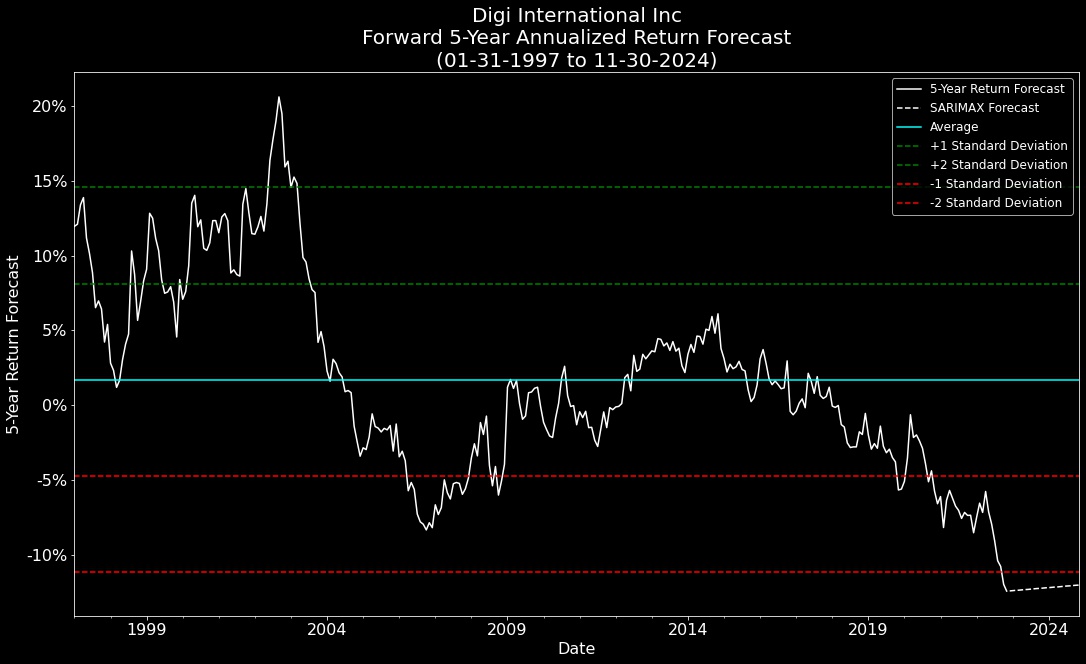 Digi International Inc
Forward 5-Year Annualized Return Forecast
(01-31-1997 to 11-30-2024)
5-Year Return Forecast
SARIMAX Forecast
Average
+1 Standard Deviation
+2 Standard Deviation
-1 Standard Deviation
-2 Standard Deviation
5-Year Return Forecast
20%
15%
10%
5%
0%
-5%
-10%
1999
2004
2009
2014
2019
2024
Date